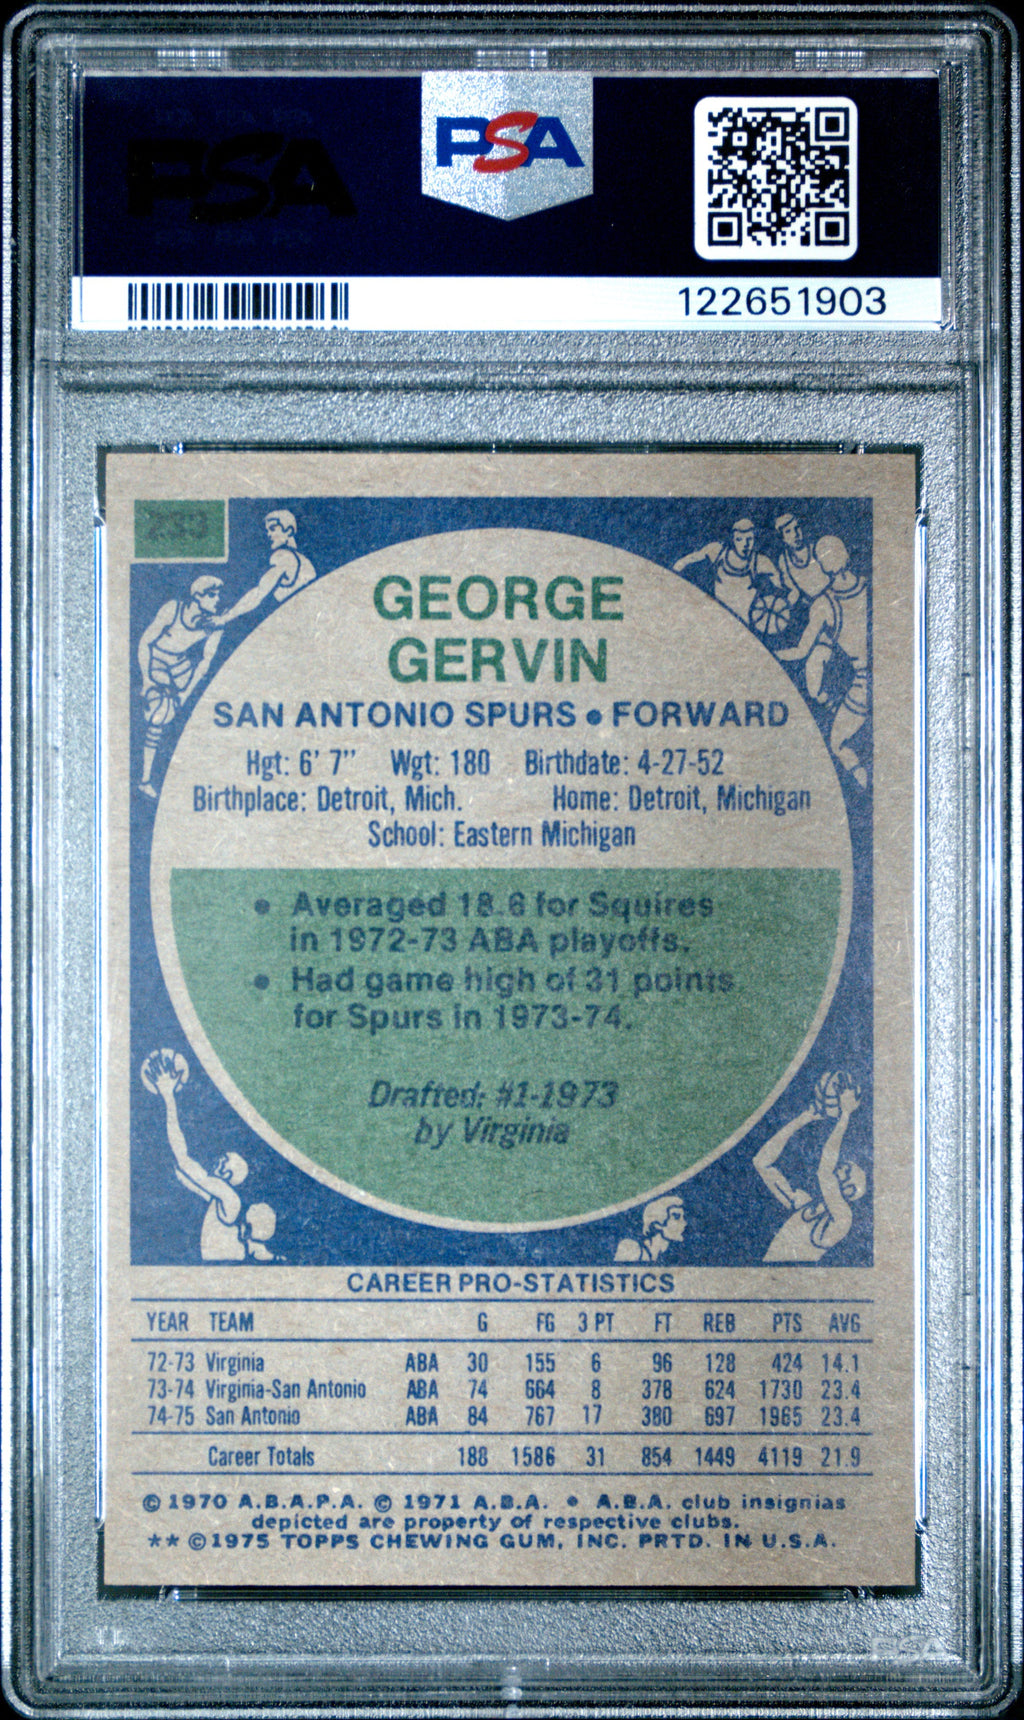 PSA
PSA
122651903
233
GEORGE
GERVIN
SAN ANTONIO SPURS • FORWARD
Hgt: 6' 7" Wgt: 180 Birthdate: 4-27-52
Birthplace: Detroit, Mich. Home: Detroit, Michigan
School: Eastern Michigan
• Averaged 18.6 for Squires
in 1972-73 ABA playoffs.
• Had game high of 31 points
for Spurs in 1973-74.
Drafted: #1-1973
by Virginia
CAREER PRO-STATISTICS
YEAR TEAM G FG 3 PT FT REB PTS AVG
72-73 Virginia ABA 30 155 6 96 128 424 14.1
73-74 Virginia-San Antonio ABA 74 664 8 378 624 1730 23.4
74-75 San Antonio ABA 84 767 17 380 697 1965 23.4
Career Totals 188 1586 31 854 1449 4119 21.9
© 1970 A.B.A.P.A. © 1971 A.B.A. • A.B.A. club insignias
depicted are property of respective clubs.
** © 1975 TOPPS CHEWING GUM, INC. PRTD. IN U.S.A.
PSA